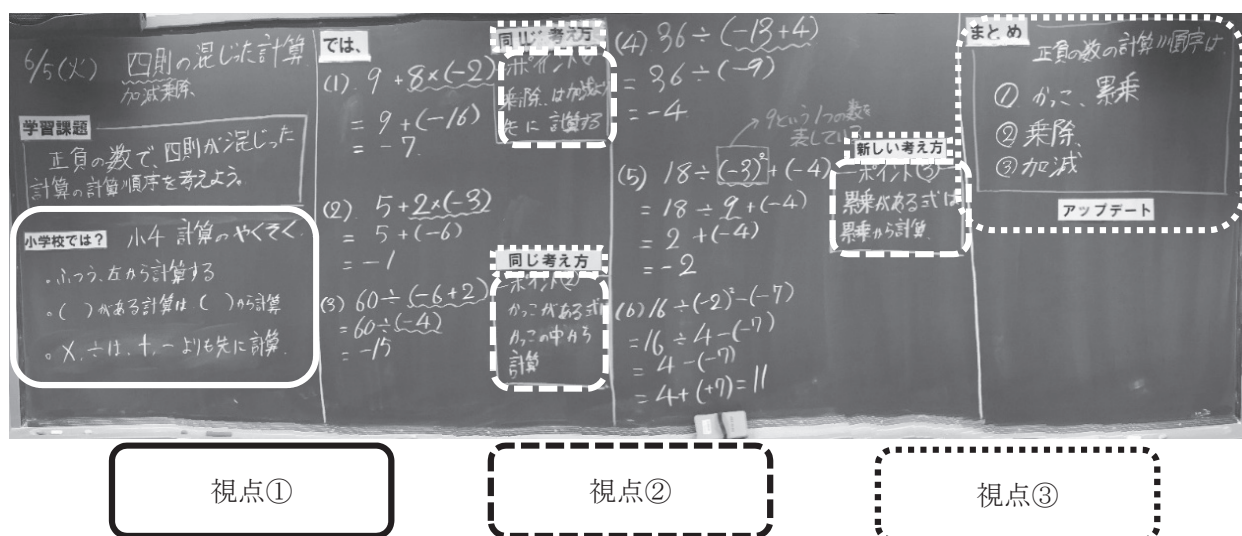 6/5(火) 四則の混じった計算
加減乗除
学習課題
正負の数で、四則が混じった
計算の計算順序を考えよう。
小学校では? 小4 計算のやくそく
・ふつう、左から計算する
・( )がある計算は( )から計算
・×、÷は、+、-よりも先に計算
では、
(1) 9+8×(-2)
=9+(-16)
=-7
(2) 5+2×(-3)
=5+(-6)
=-1
(3) 60÷(-6+2)
=60÷(-4)
=-15
同じ考え方
ポイント
乗除は加減より
先に計算する
同じ考え方
ポイント(2)
かっこがある式は
かっこの中から
計算
(4) 36÷(-13+4)
=36÷(-9)
=-4
9という1つの数を
表している
(5) 18÷(-3)²+(-4)
=18÷9+(-4)
=2+(-4)
=-2
(6) 16÷(-2)²-(-7)
=16÷4-(-7)
=4-(-7)
=4+(+7)=11
新しい考え方
ポイント(3)
累乗がある式は
累乗から計算
まとめ
正負の数の計算順序は
① かっこ、累乗
② 乗除
③ 加減
アップデート
視点①
視点②
視点③